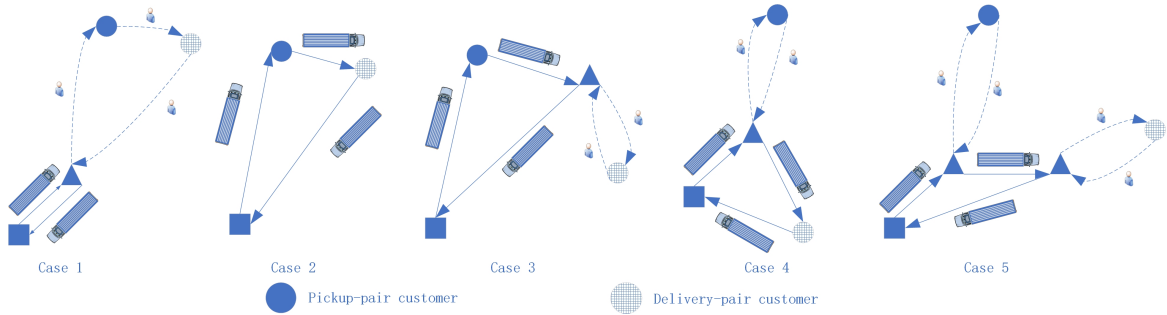 Case 1
Case 2
Case 3
Case 4
Case 5
Pickup-pair customer
Delivery-pair customer